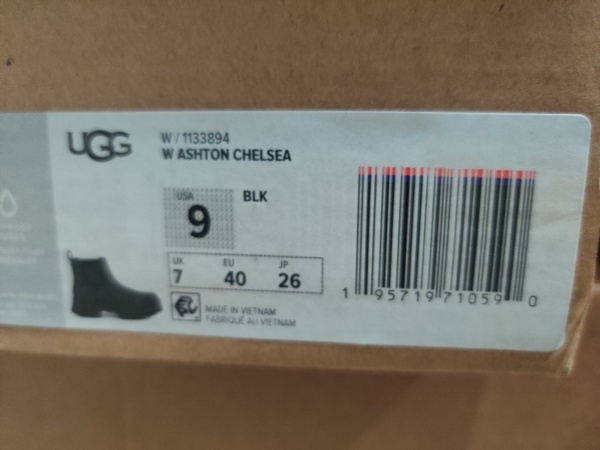 UGG
W / 1133894
W ASHTON CHELSEA
USA
9
BLK
UK EU JP
7 40 26
MADE IN VIETNAM
FABRIQUÉ AU VIETNAM
1 95719 71059 0